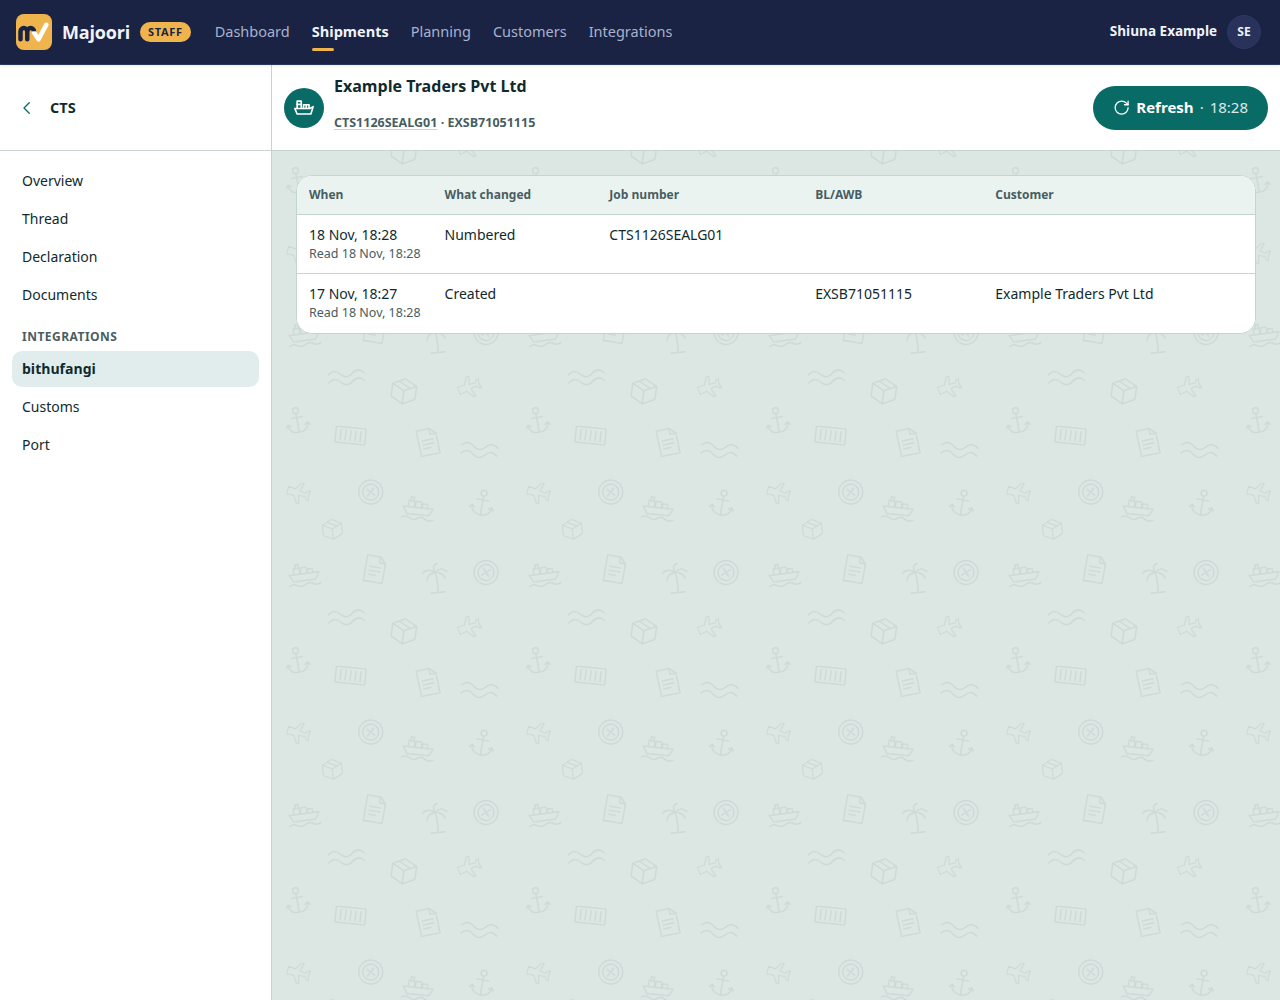 Majoori STAFF Dashboard Shipments Planning Customers Integrations Shiuna Example SE
CTS
Example Traders Pvt Ltd
CTS1126SEALG01 · EXSB71051115
Refresh · 18:28
Overview
Thread
Declaration
Documents
INTEGRATIONS
bithufangi
Customs
Port
When What changed Job number BL/AWB Customer
18 Nov, 18:28 Numbered CTS1126SEALG01
Read 18 Nov, 18:28
17 Nov, 18:27 Created EXSB71051115 Example Traders Pvt Ltd
Read 18 Nov, 18:28